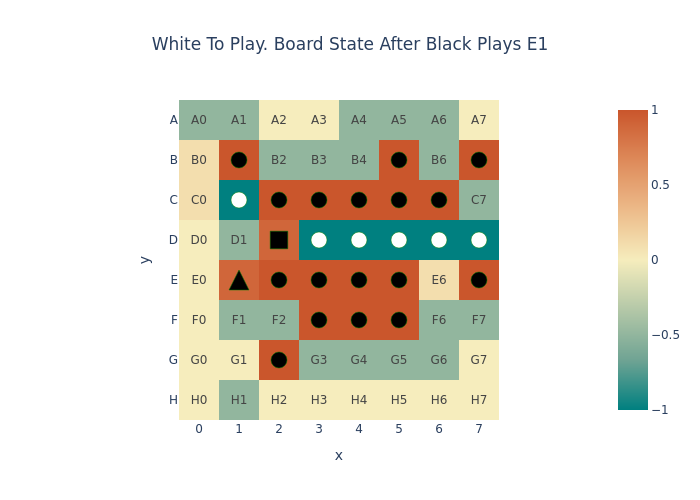 White To Play. Board State After Black Plays E1
A A0 A1 A2 A3 A4 A5 A6 A7
B B0 B2 B3 B4 B6
C C0 C7
D D0 D1
E E0 E6
F F0 F1 F2 F6 F7
G G0 G1 G3 G4 G5 G6 G7
H H0 H1 H2 H3 H4 H5 H6 H7
0 1 2 3 4 5 6 7
x
y
1
0.5
0
−0.5
−1